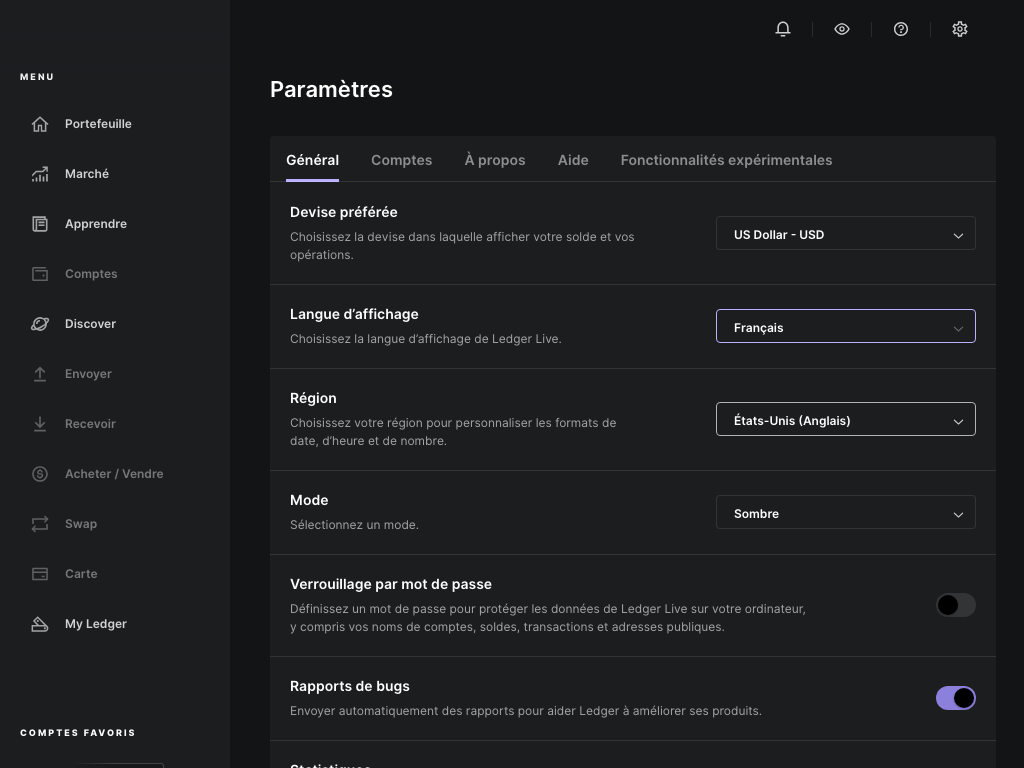 MENU
Portefeuille
Marché
Apprendre
Comptes
Discover
Envoyer
Recevoir
Acheter / Vendre
Swap
Carte
My Ledger
COMPTES FAVORIS
Paramètres
Général
Comptes
À propos
Aide
Fonctionnalités expérimentales
Devise préférée
Choisissez la devise dans laquelle afficher votre solde et vos
opérations.
US Dollar - USD
Langue d’affichage
Choisissez la langue d’affichage de Ledger Live.
Français
Région
Choisissez votre région pour personnaliser les formats de
date, d’heure et de nombre.
États-Unis (Anglais)
Mode
Sélectionnez un mode.
Sombre
Verrouillage par mot de passe
Définissez un mot de passe pour protéger les données de Ledger Live sur votre ordinateur,
y compris vos noms de comptes, soldes, transactions et adresses publiques.
Rapports de bugs
Envoyer automatiquement des rapports pour aider Ledger à améliorer ses produits.
Statistiques